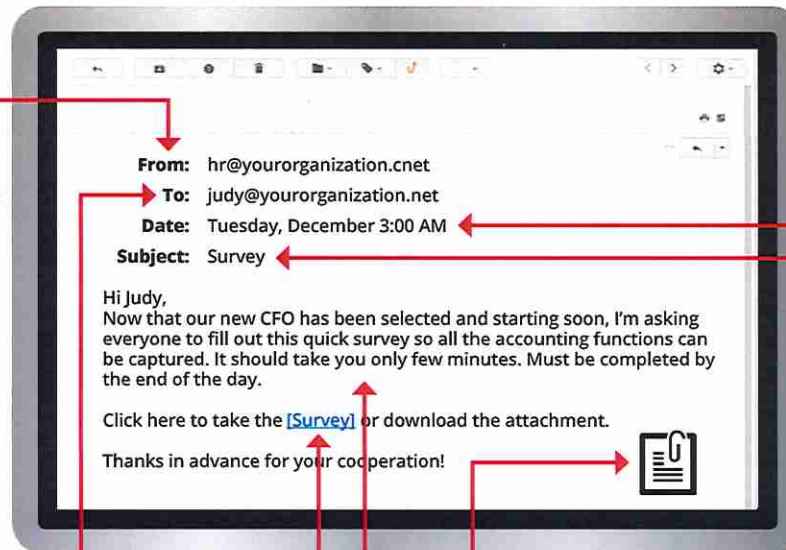 From: hr@yourorganization.cnet
To: judy@yourorganization.net
Date: Tuesday, December 3:00 AM
Subject: Survey
Hi Judy,
Now that our new CFO has been selected and starting soon, I'm asking
everyone to fill out this quick survey so all the accounting functions can
be captured. It should take you only few minutes. Must be completed by
the end of the day.
Click here to take the [Survey] or download the attachment.
Thanks in advance for your cooperation!